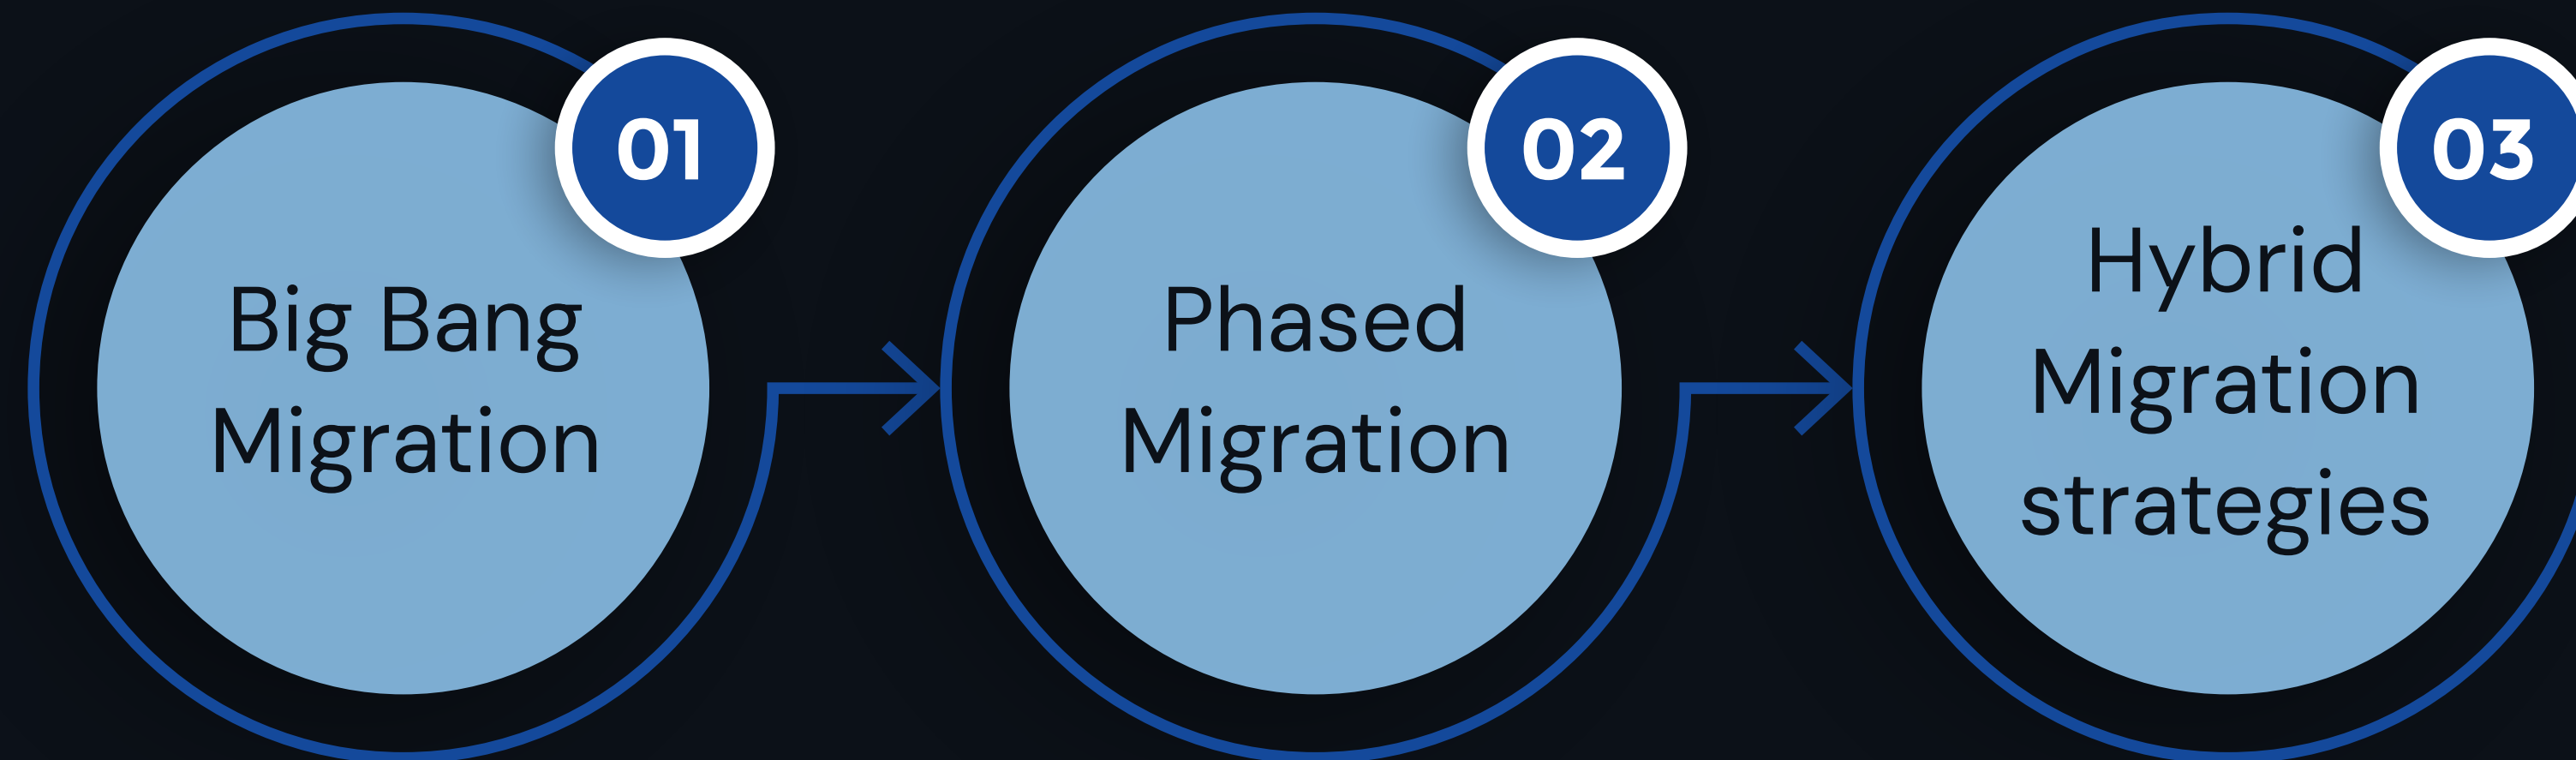 01
Big Bang
Migration
02
Phased
Migration
03
Hybrid
Migration
strategies